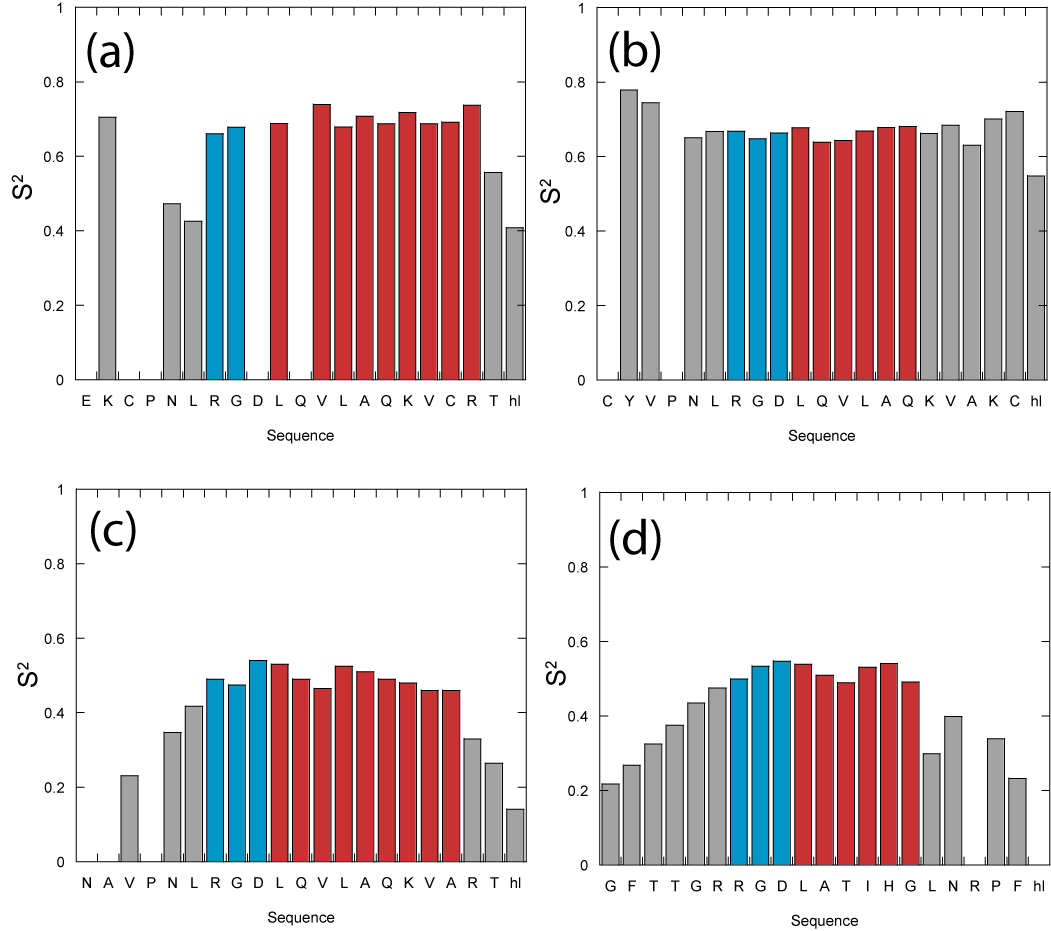 (a)
1
0.8
0.6
0.4
0.2
0
S²
E K C P N L R G D L Q V L A Q K V C R T hl
Sequence
(b)
1
0.8
0.6
0.4
0.2
0
S²
C Y V P N L R G D L Q V L A Q K V A K C hl
Sequence
(c)
1
0.8
0.6
0.4
0.2
0
S²
N A V P N L R G D L Q V L A Q K V A R T hl
Sequence
(d)
1
0.8
0.6
0.4
0.2
0
S²
G F T T G R R G D L A T I H G L N R P F hl
Sequence